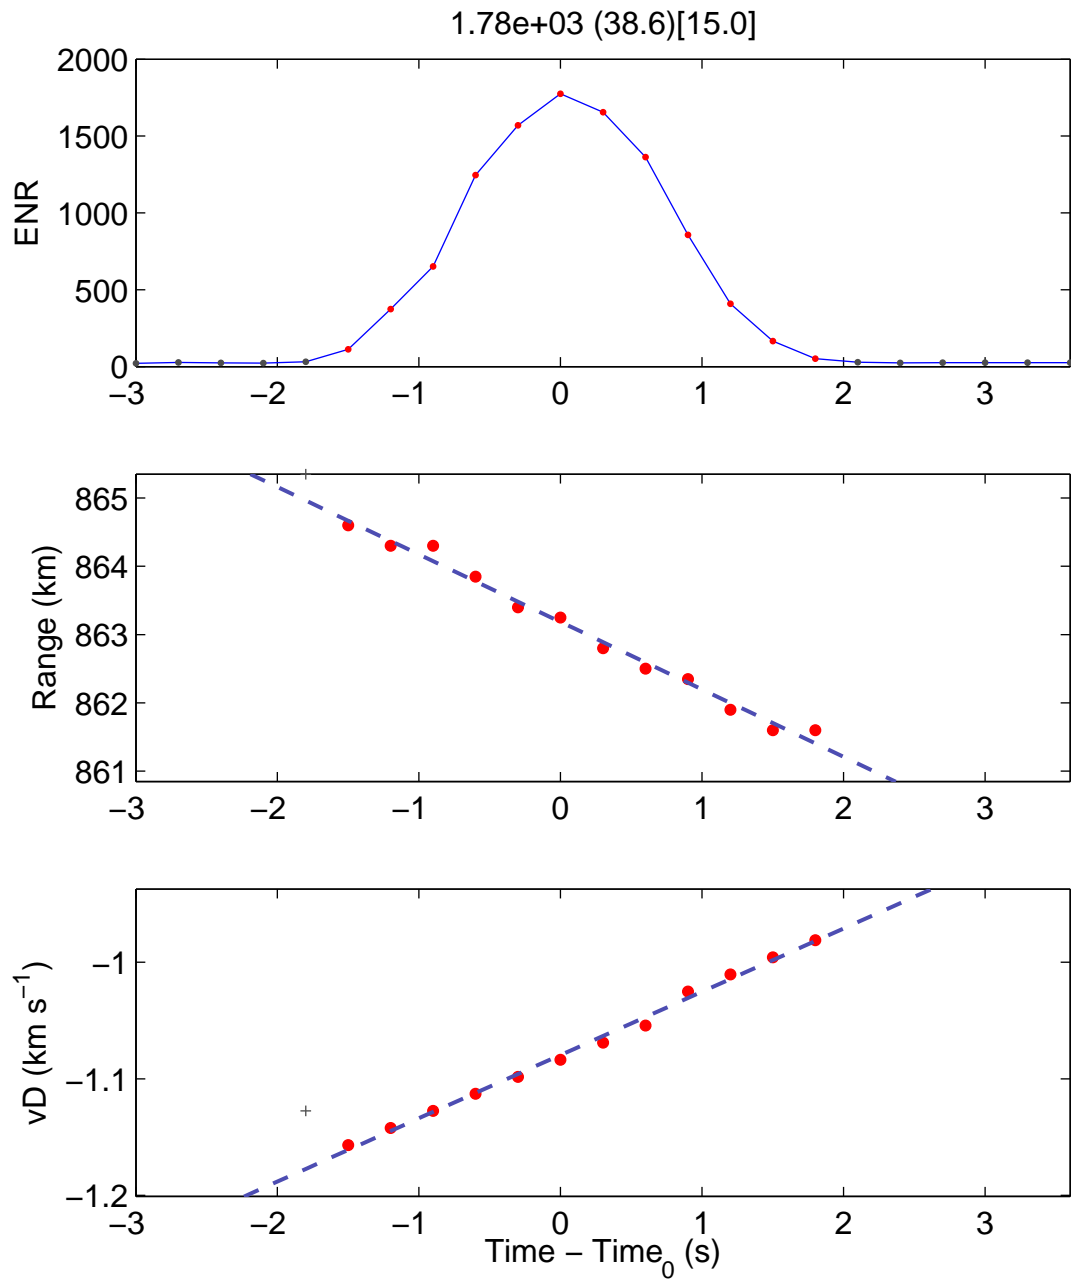 1.78e+03 (38.6)[15.0]
2000
1500
1000
500
0
ENR
−3 −2 −1 0 1 2 3
865
864
863
862
861
Range (km)
−3 −2 −1 0 1 2 3
−1
−1.1
−1.2
vD (km s−1)
−3 −2 −1 0 1 2 3
Time − Time0 (s)